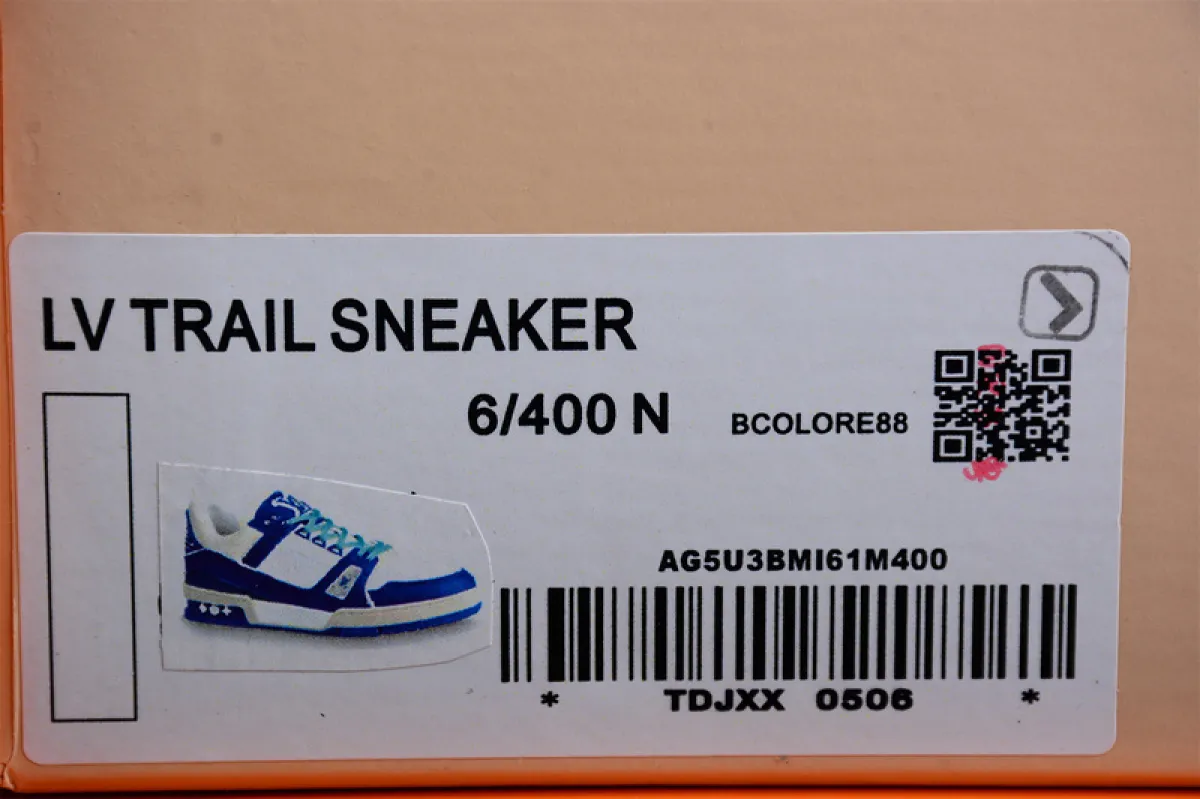 LV TRAIL SNEAKER
6/400 N
BCOLORE88
AG5U3BMI61M400
* TDJXX 0506 *